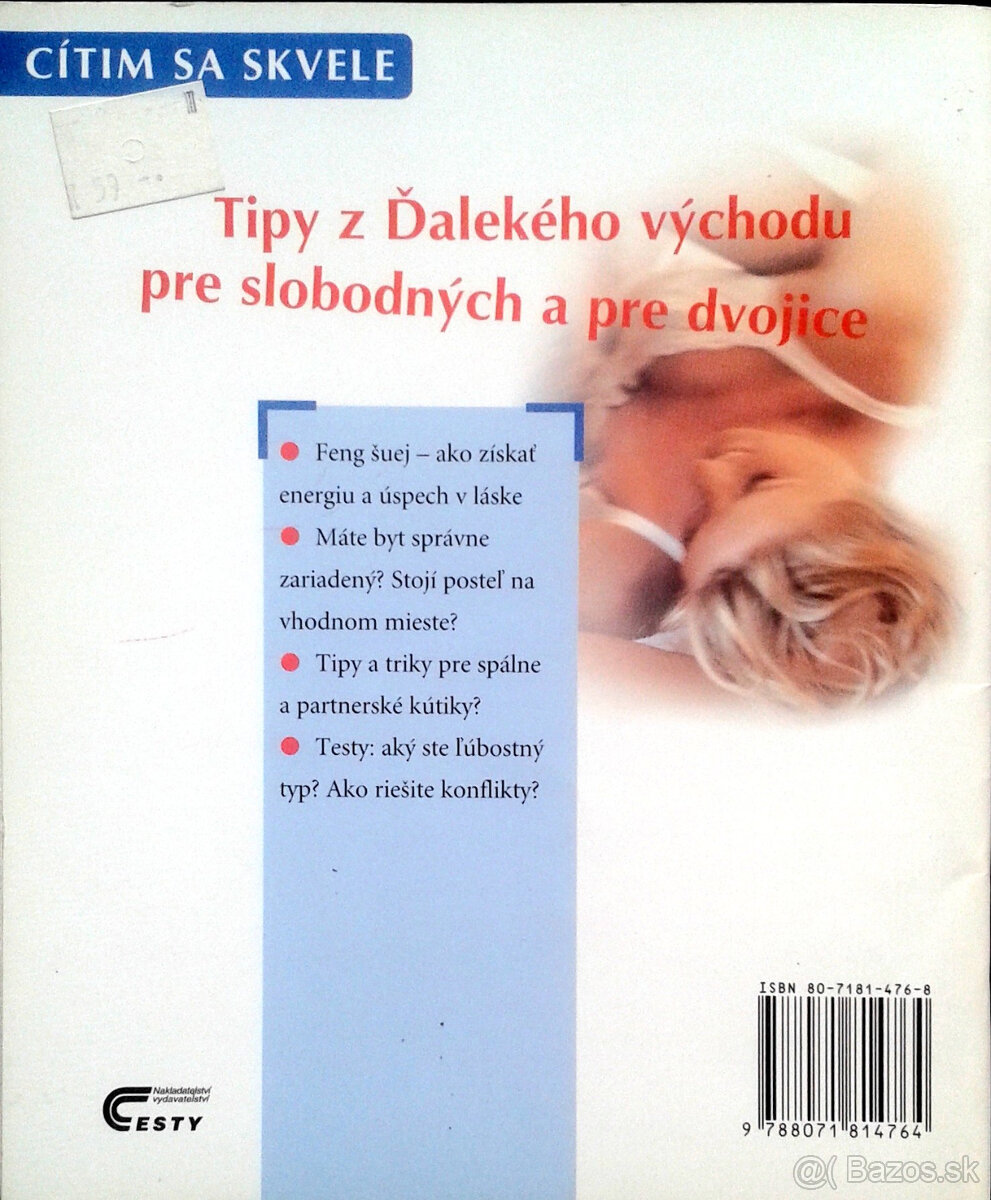 CÍTIM SA SKVELE
59
Tipy z Ďalekého východu
pre slobodných a pre dvojice
● Feng šuej – ako získať
energiu a úspech v láske
● Máte byt správne
zariadený? Stojí posteľ na
vhodnom mieste?
● Tipy a triky pre spálne
a partnerské kútiky?
● Testy: aký ste ľúbostný
typ? Ako riešite konflikty?
ISBN 80-7181-476-8
9 788071 814764
Nakladatelství
vydavatelství
CESTY
@( Bazos.sk